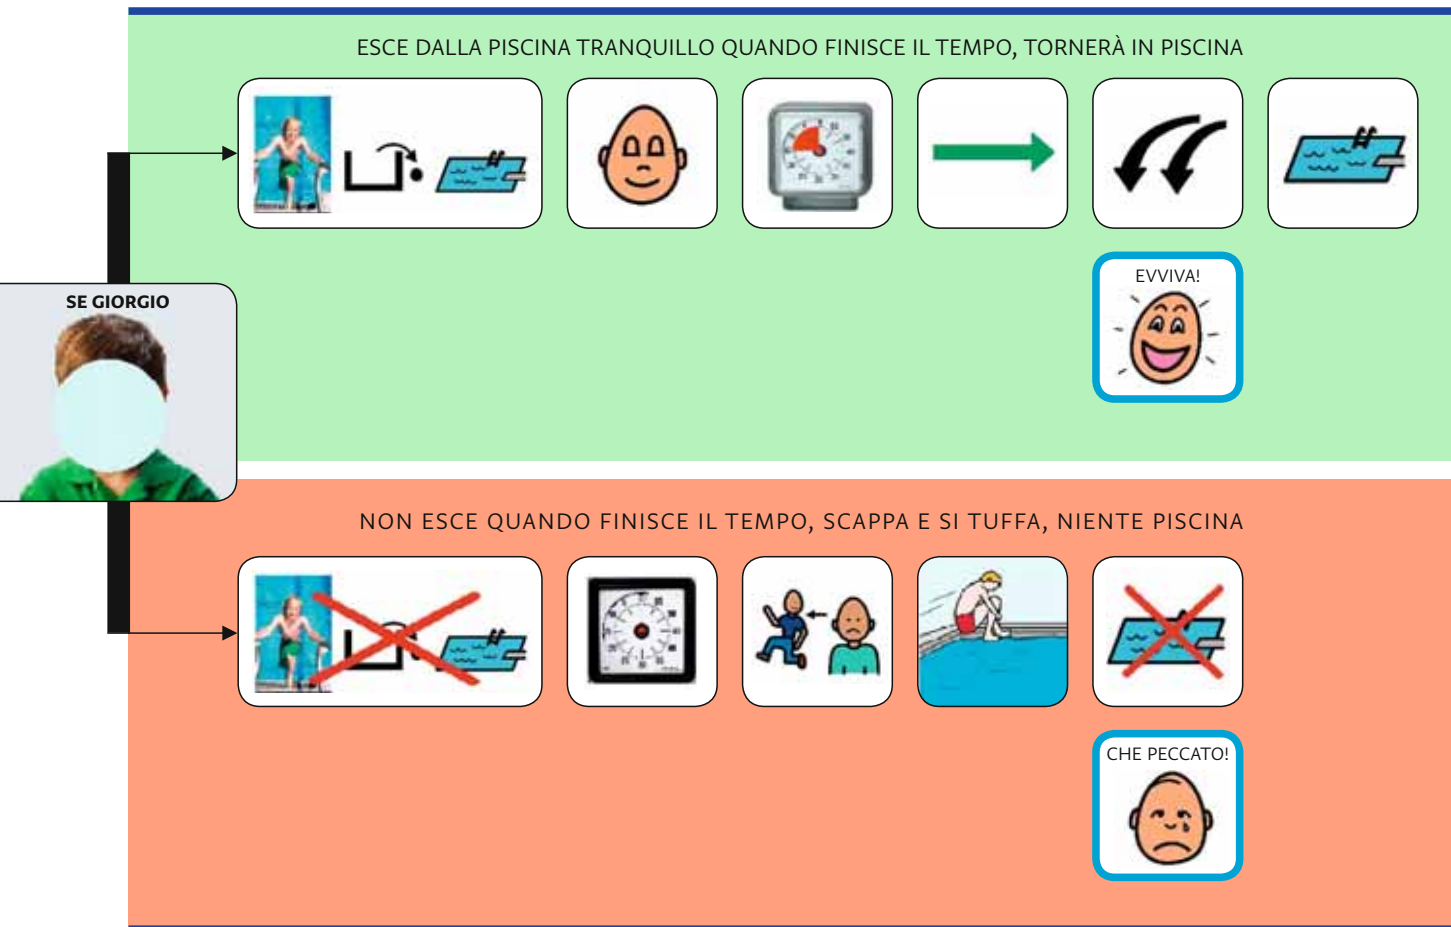 ESCE DALLA PISCINA TRANQUILLO QUANDO FINISCE IL TEMPO, TORNERÀ IN PISCINA
EVVIVA!
SE GIORGIO
NON ESCE QUANDO FINISCE IL TEMPO, SCAPPA E SI TUFFA, NIENTE PISCINA
CHE PECCATO!